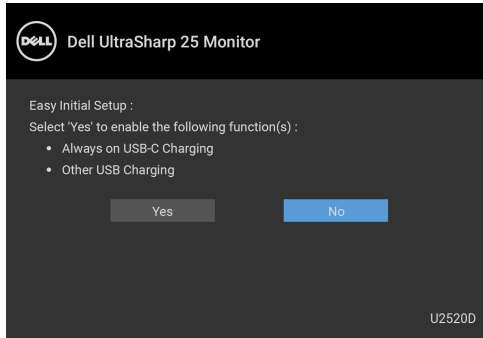 DELL
Dell UltraSharp 25 Monitor
Easy Initial Setup :
Select 'Yes' to enable the following function(s) :
• Always on USB-C Charging
• Other USB Charging
Yes No
U2520D